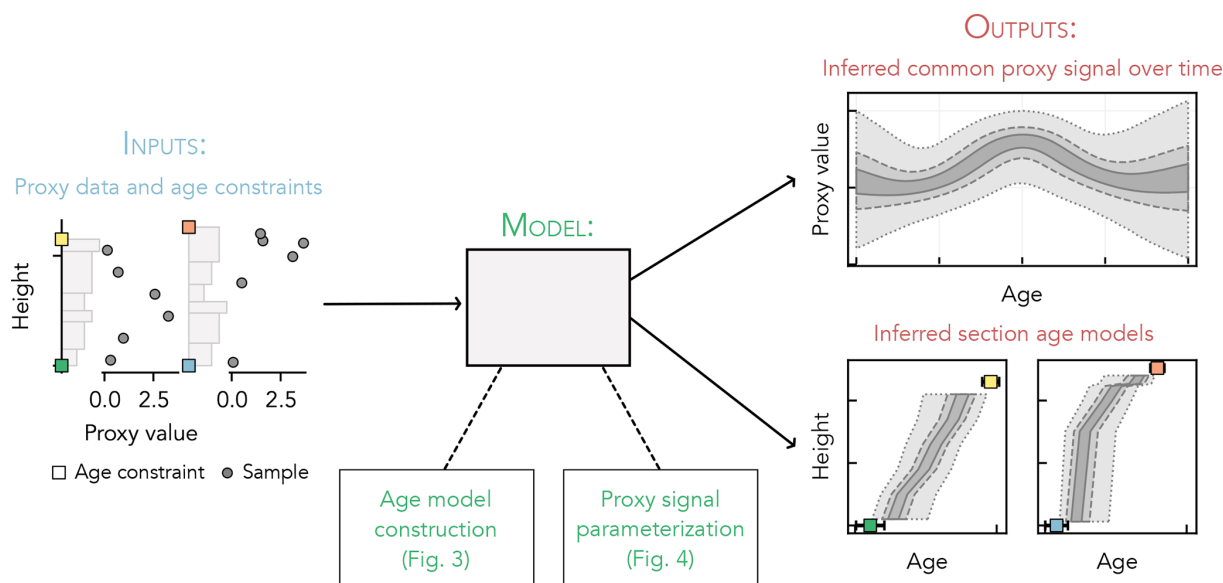 INPUTS:
Proxy data and age constraints
Height
0.0 2.5
0.0 2.5
Proxy value
Age constraint
Sample
MODEL:
Age model
construction
(Fig. 3)
Proxy signal
parameterization
(Fig. 4)
OUTPUTS:
Inferred common proxy signal over time
Proxy value
Age
Inferred section age models
Height
Age
Age